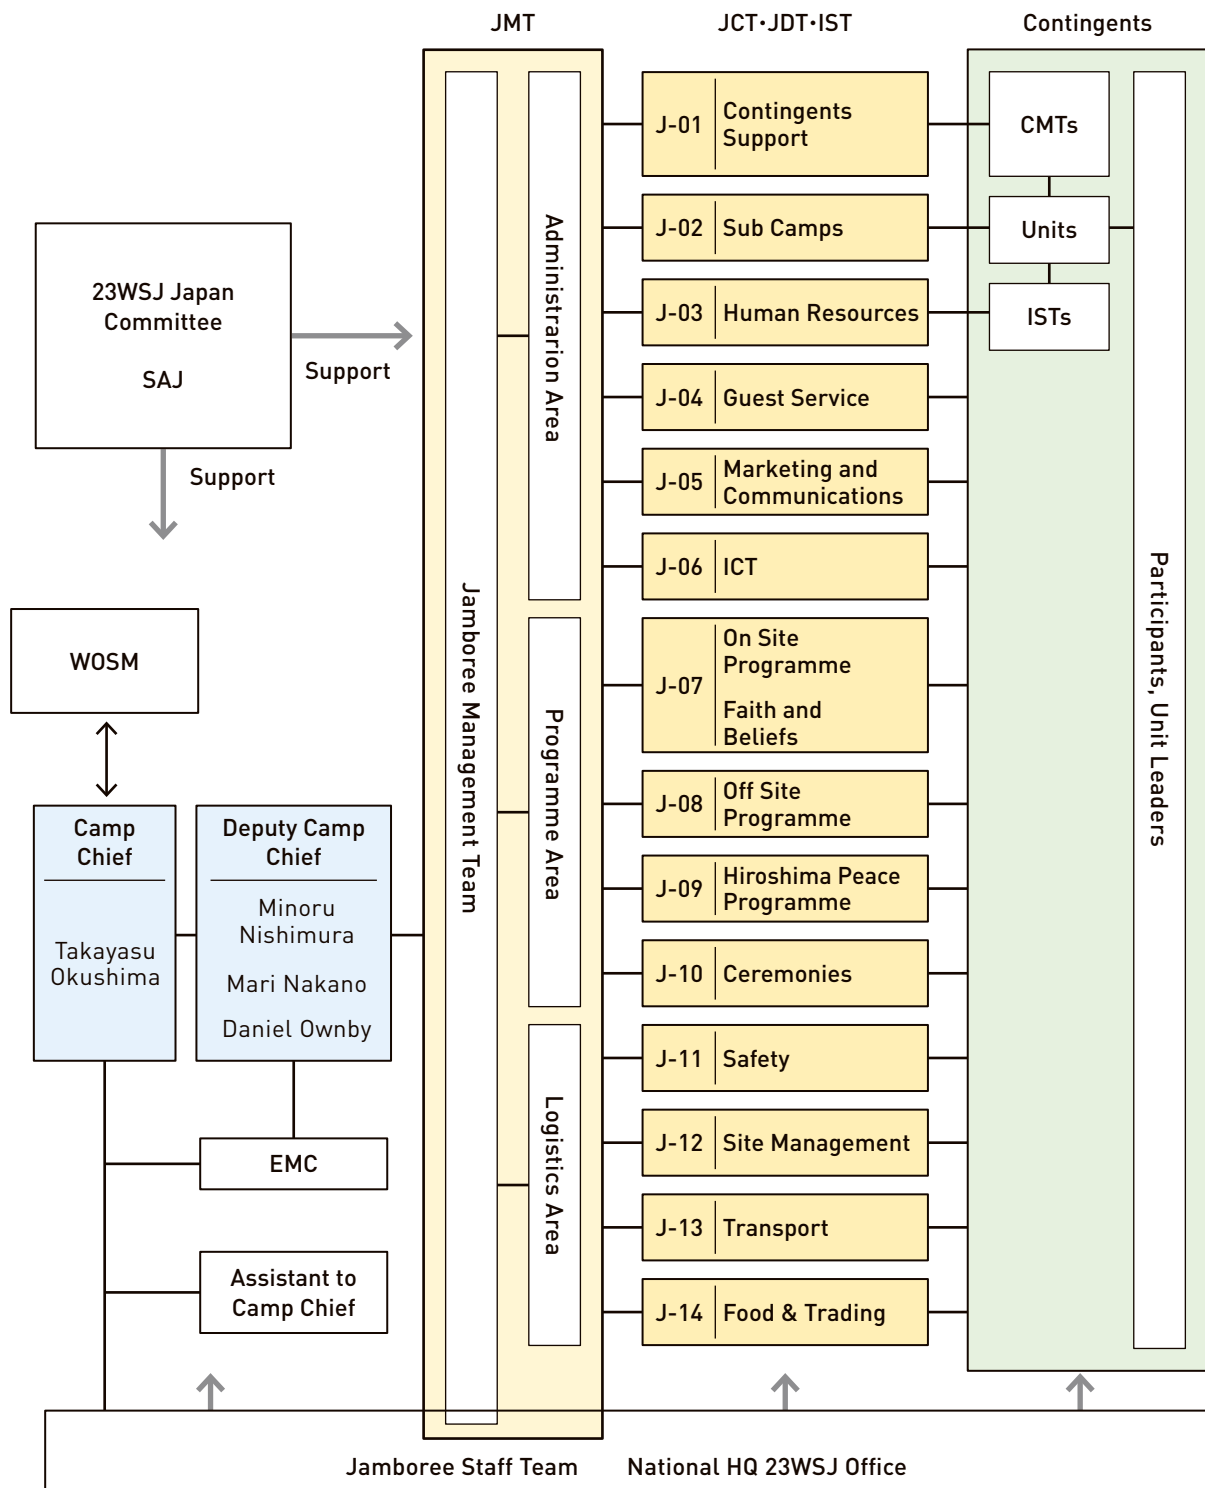 JMT
JCT•JDT•IST
Contingents
23WSJ Japan
Committee
SAJ
Support
Support
WOSM
Camp
Chief
Takayasu
Okushima
Deputy Camp
Chief
Minoru
Nishimura
Mari Nakano
Daniel Ownby
EMC
Assistant to
Camp Chief
Jamboree Management Team
Administrarion Area
Programme Area
Logistics Area
J-01
Contingents
Support
J-02
Sub Camps
J-03
Human Resources
J-04
Guest Service
J-05
Marketing and
Communications
J-06
ICT
J-07
On Site
Programme
Faith and
Beliefs
J-08
Off Site
Programme
J-09
Hiroshima Peace
Programme
J-10
Ceremonies
J-11
Safety
J-12
Site Management
J-13
Transport
J-14
Food & Trading
CMTs
Units
ISTs
Participants, Unit Leaders
Jamboree Staff Team
National HQ 23WSJ Office